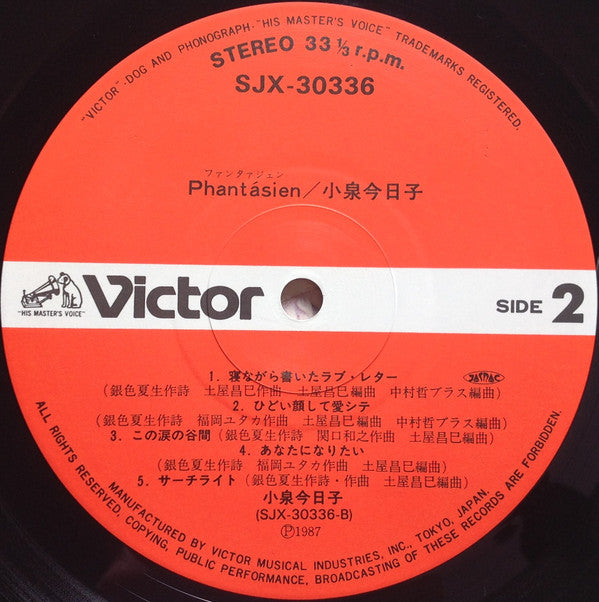 "VICTOR"-DOG AND PHONOGRAPH-"HIS MASTER'S VOICE" TRADEMARKS REGISTERED.
STEREO 33 1/3 r.p.m.
SJX-30336
ファンタァジェン
Phantásien/小泉今日子
"HIS MASTER'S VOICE"
Victor
SIDE 2
1. 寝ながら書いたラブ・レター
(銀色夏生作詩 土屋昌巳作曲 土屋昌巳編曲 中村哲ブラス編曲)
2. ひどい顔して愛シテ
(銀色夏生作詩 福岡ユタカ作曲 土屋昌巳編曲 中村哲ブラス編曲)
3. この涙の谷間(銀色夏生作詩 関口和之作曲 土屋昌巳編曲)
4. あなたになりたい
(銀色夏生作詩 福岡ユタカ作曲 土屋昌巳編曲)
5. サーチライト(銀色夏生作詩・作曲 土屋昌巳編曲)
小泉今日子
(SJX-30336-B)
Ⓟ1987
JASRAC
ALL RIGHTS RESERVED, COPYING, PUBLIC PERFORMANCE, BROADCASTING OF THESE RECORDS ARE FORBIDDEN.
MANUFACTURED BY VICTOR MUSICAL INDUSTRIES, INC., TOKYO, JAPAN.